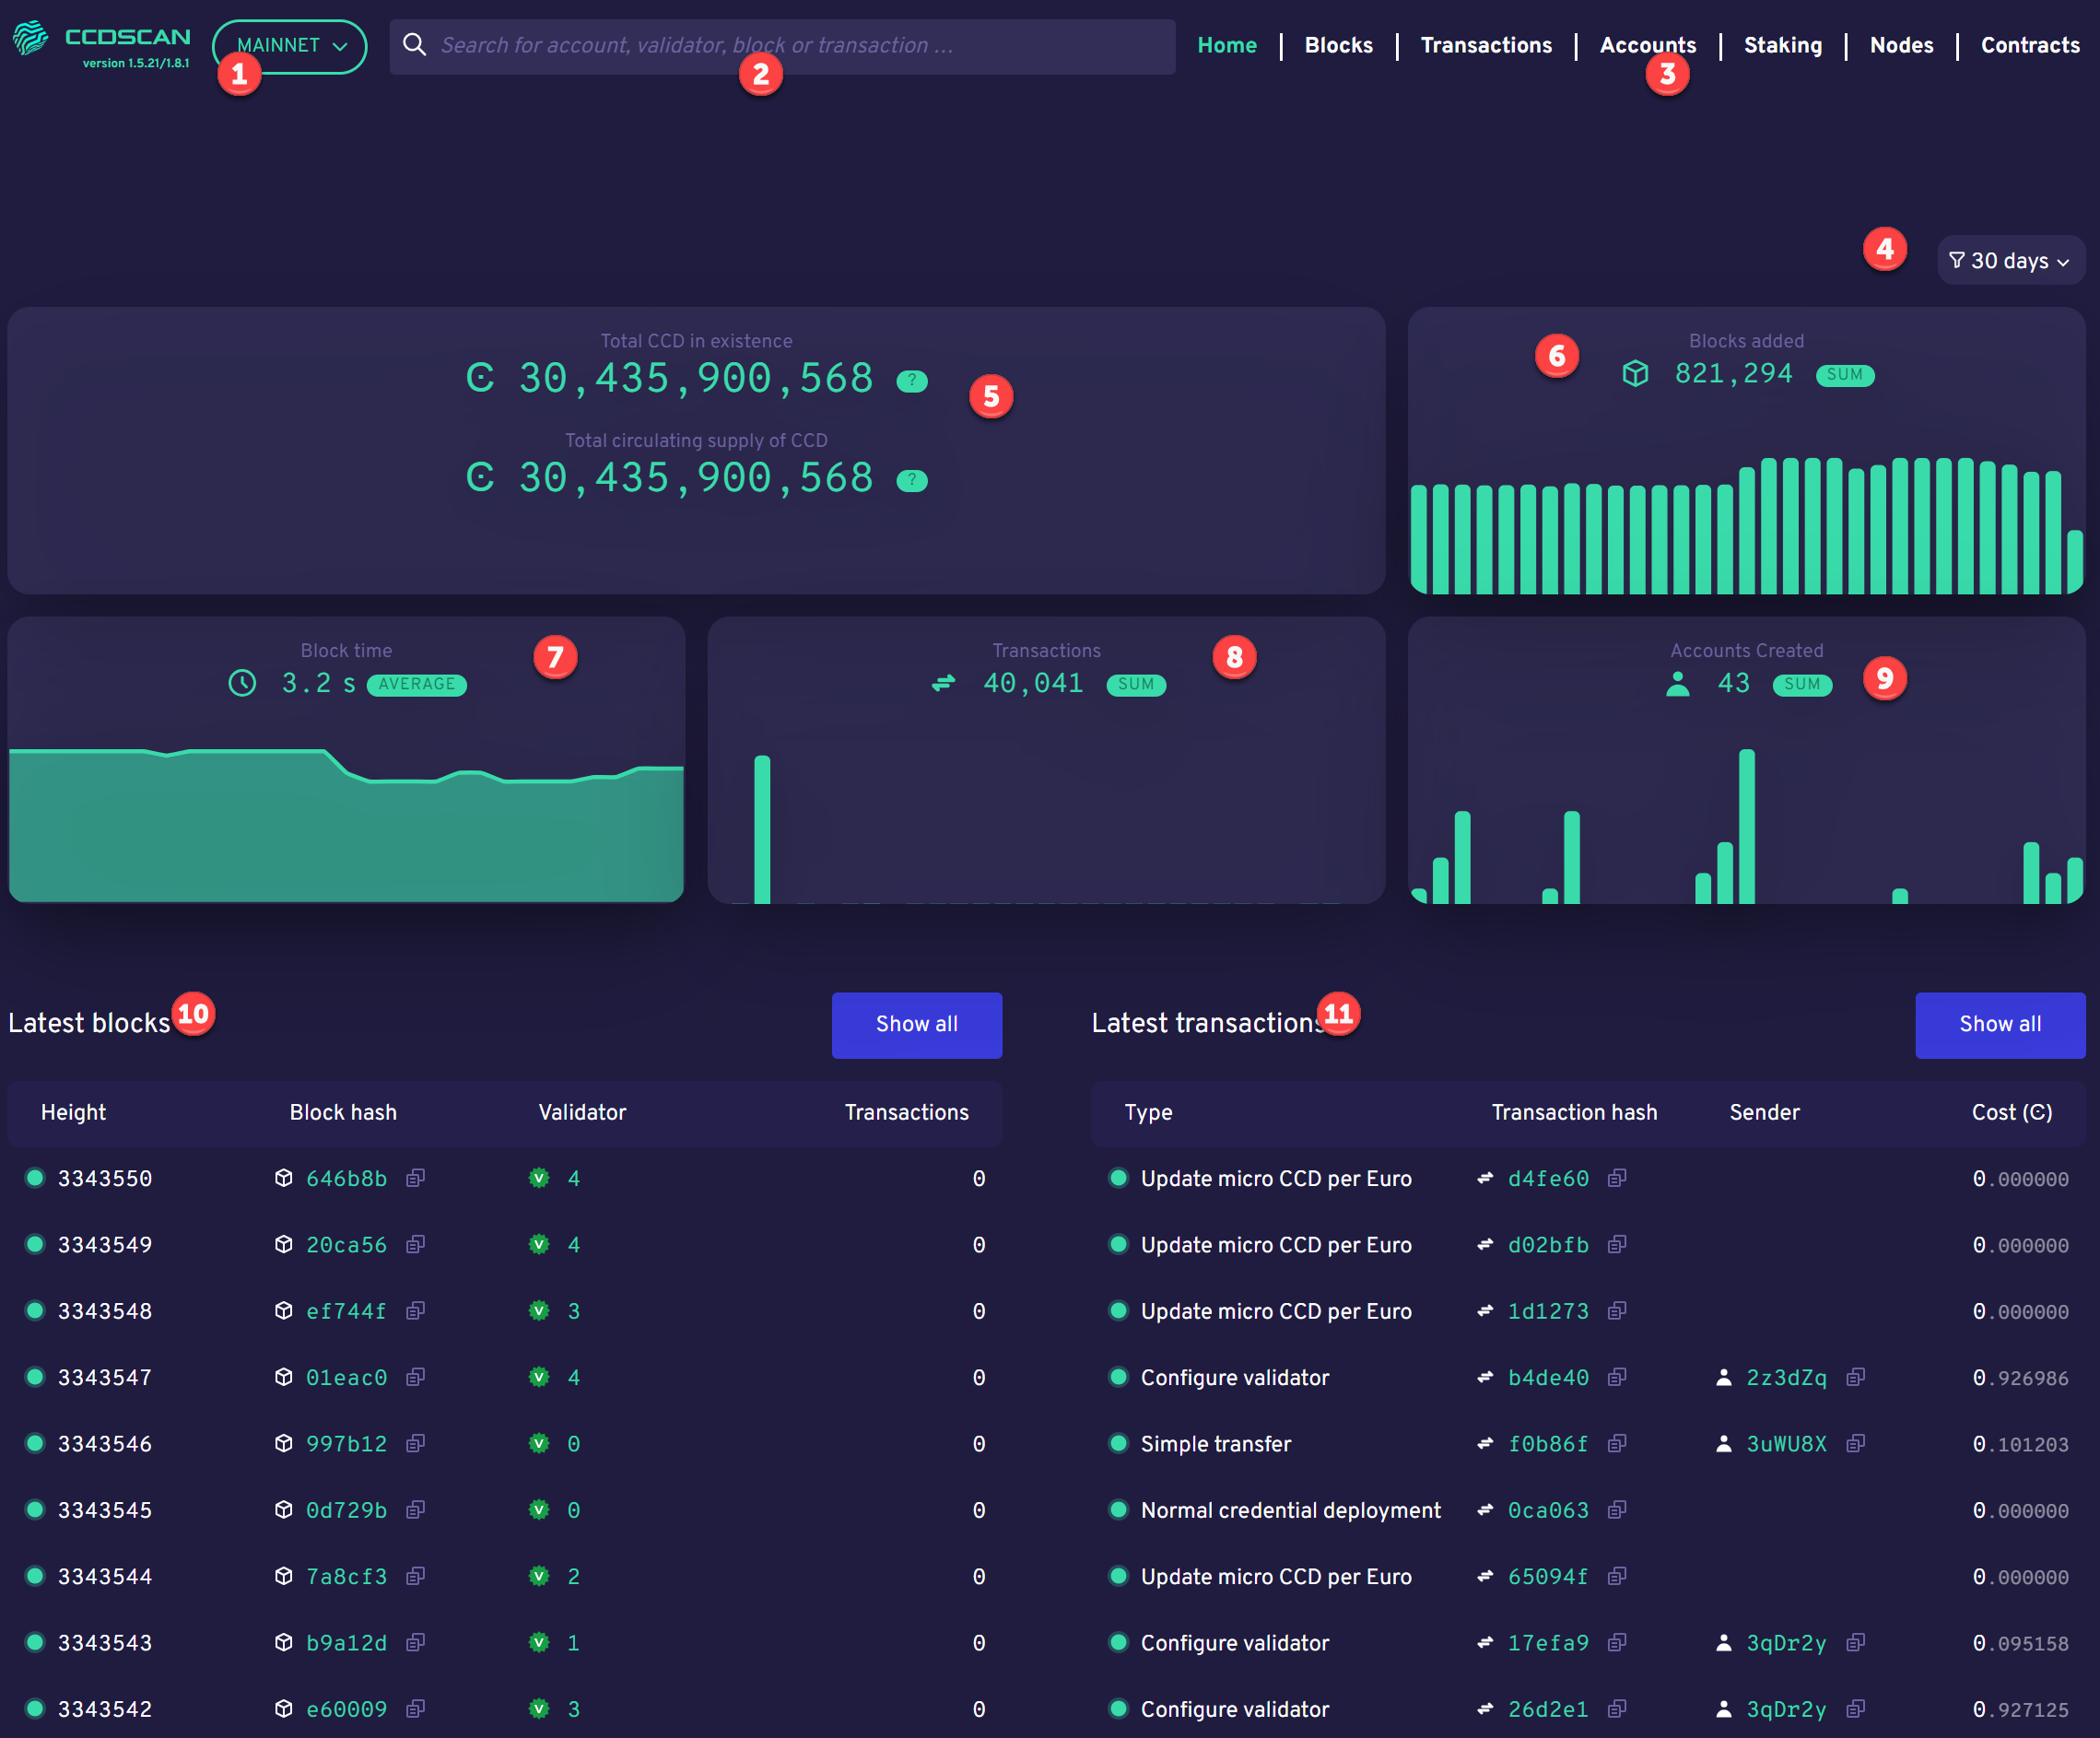 CCDSCAN
version 1.5.21/1.8.1
MAINNET
1
Search for account, validator, block or transaction ...
2
Home | Blocks | Transactions | Accounts | Staking | Nodes | Contracts
3
4
30 days
Total CCD in existence
Ͼ 30,435,900,568 ?
5
Total circulating supply of CCD
Ͼ 30,435,900,568 ?
Blocks added
6
821,294 SUM
Block time
3.2 s AVERAGE
7
Transactions
40,041 SUM
8
Accounts Created
43 SUM
9
Latest blocks
10
Show all
Height Block hash Validator Transactions
3343550 646b8b V 4 0
3343549 20ca56 V 4 0
3343548 ef744f V 3 0
3343547 01eac0 V 4 0
3343546 997b12 V 0 0
3343545 0d729b V 0 0
3343544 7a8cf3 V 2 0
3343543 b9a12d V 1 0
3343542 e60009 V 3 0
Latest transactions
11
Show all
Type Transaction hash Sender Cost (Ͼ)
Update micro CCD per Euro d4fe60 0.000000
Update micro CCD per Euro d02bfb 0.000000
Update micro CCD per Euro 1d1273 0.000000
Configure validator b4de40 2z3dZq 0.926986
Simple transfer f0b86f 3uWU8X 0.101203
Normal credential deployment 0ca063 0.000000
Update micro CCD per Euro 65094f 0.000000
Configure validator 17efa9 3qDr2y 0.095158
Configure validator 26d2e1 3qDr2y 0.927125